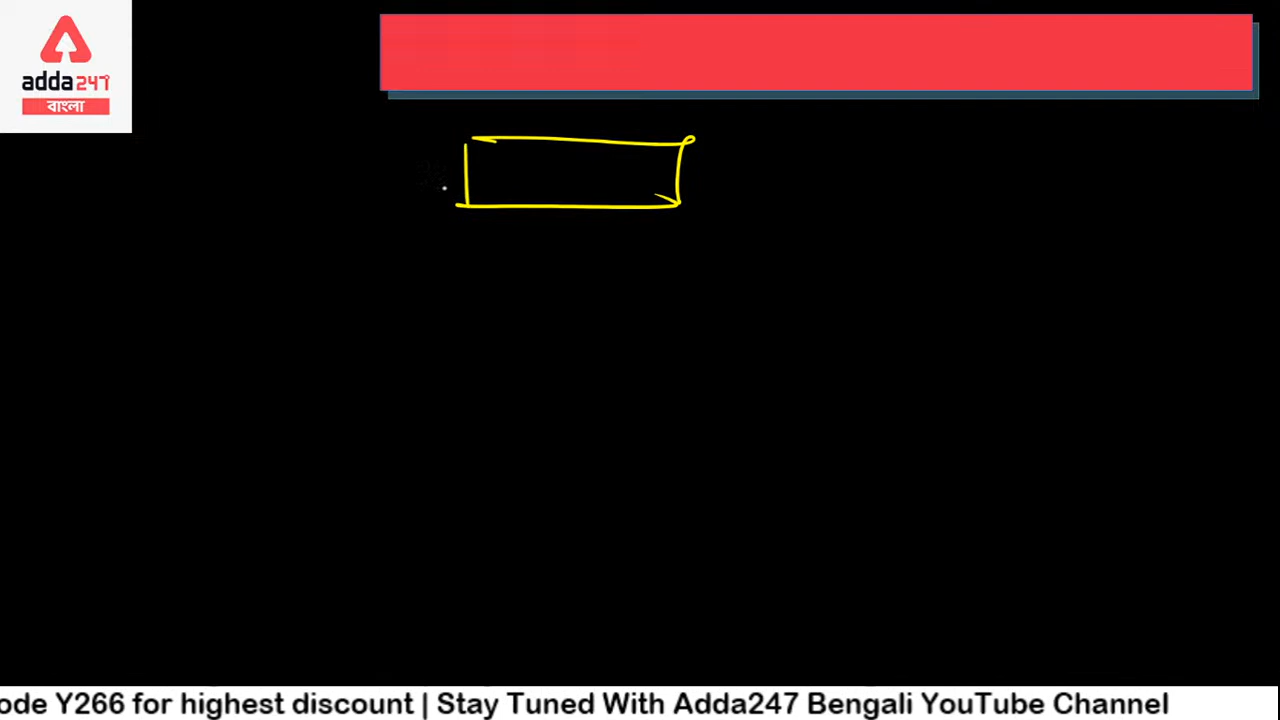 adda247
বাংলা
ode Y266 for highest discount | Stay Tuned With Adda247 Bengali YouTube Channel